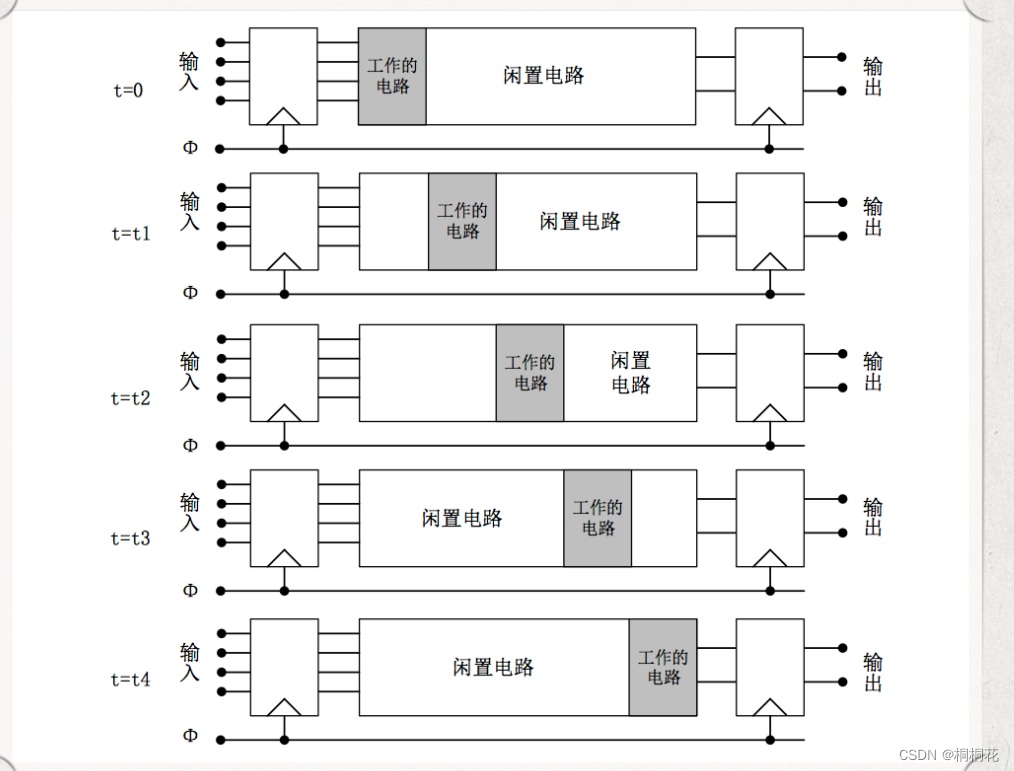 输入
t=0
工作的
电路
闲置电路
输出
Φ
输入
t=t1
工作的
电路
闲置电路
输出
Φ
输入
t=t2
工作的
电路
闲置
电路
输出
Φ
输入
t=t3
闲置电路
工作的
电路
输出
Φ
输入
t=t4
闲置电路
工作的
电路
输出
Φ
CSDN @桐桐花